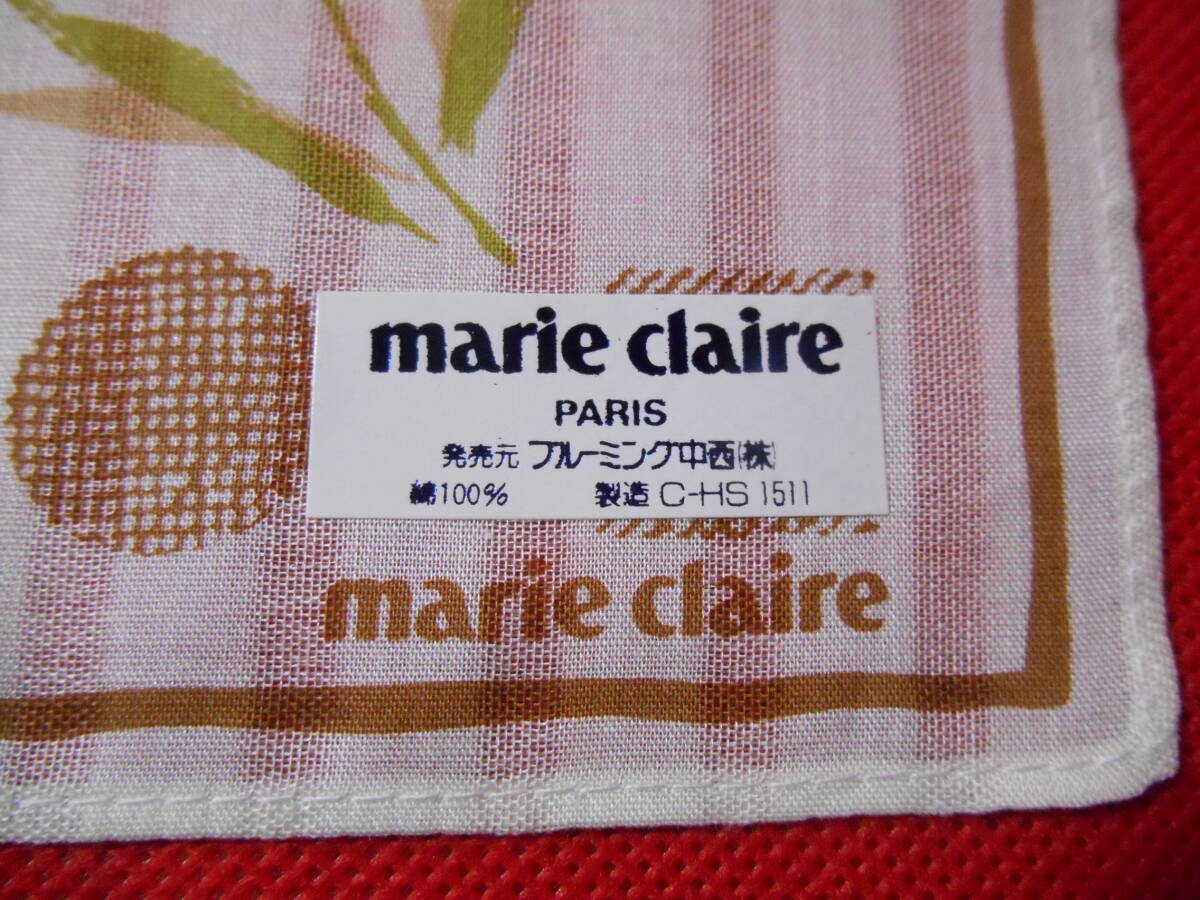 marie claire
PARIS
発売元 ブルーミング中西(株)
綿100% 製造 C-HS 1511
marie claire